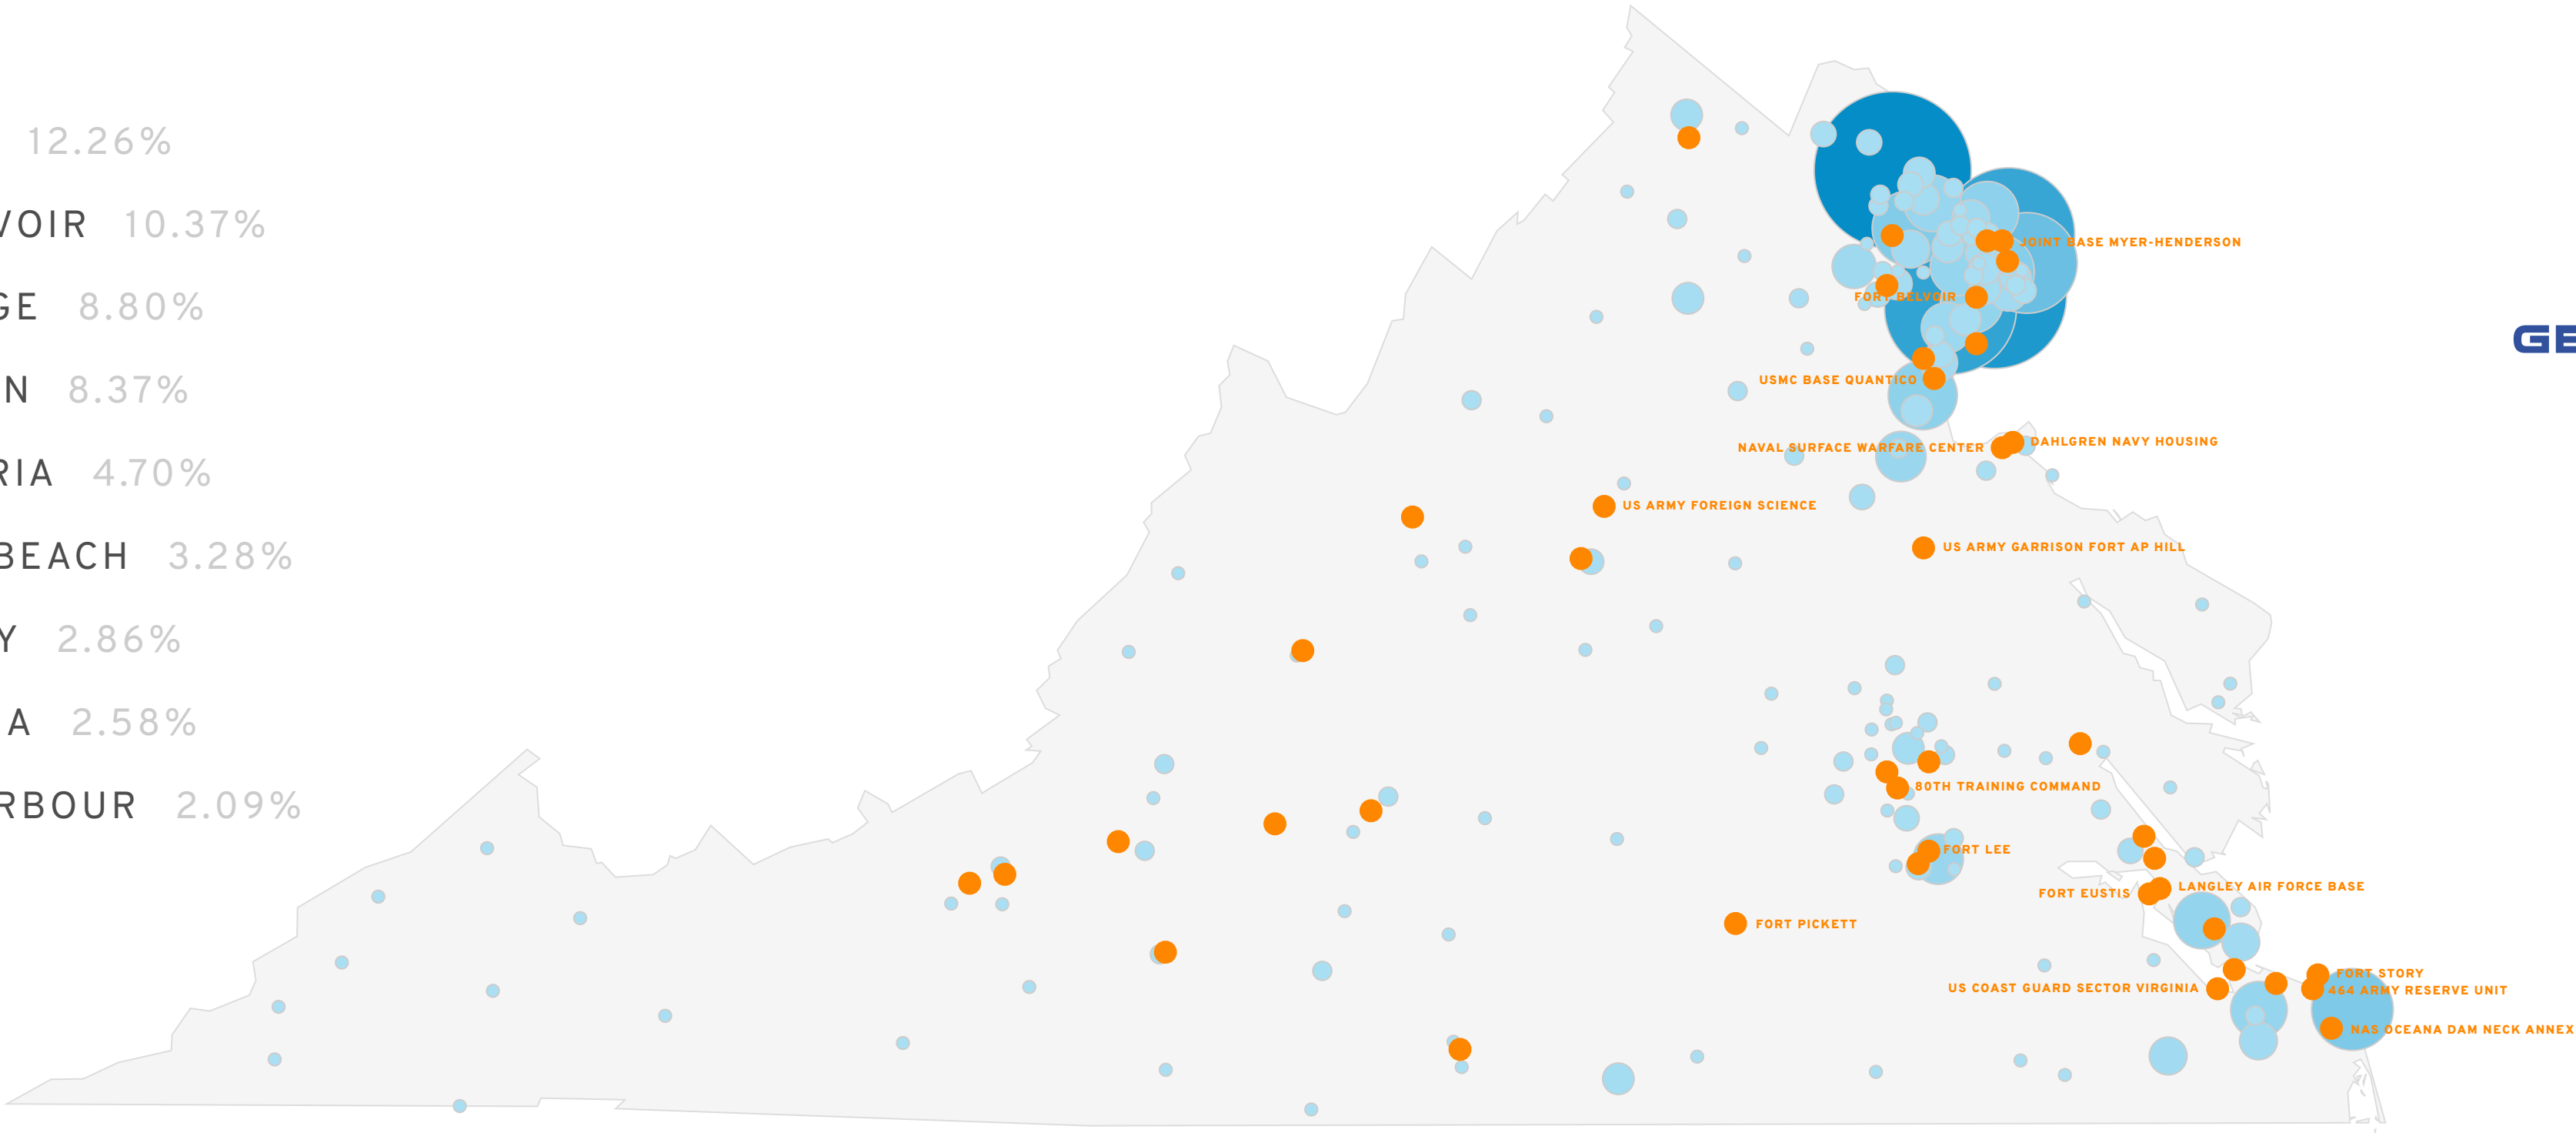 12.26%
VOIR 10.37%
GE 8.80%
N 8.37%
RIA 4.70%
BEACH 3.28%
Y 2.86%
A 2.58%
RBOUR 2.09%
JOINT BASE MYER-HENDERSON
FORT BELVOIR
GE
USMC BASE QUANTICO
DAHLGREN NAVY HOUSING
NAVAL SURFACE WARFARE CENTER
US ARMY FOREIGN SCIENCE
US ARMY GARRISON FORT AP HILL
80TH TRAINING COMMAND
FORT LEE
LANGLEY AIR FORCE BASE
FORT EUSTIS
FORT PICKETT
FORT STORY
US COAST GUARD SECTOR VIRGINIA
464 ARMY RESERVE UNIT
NAS OCEANA DAM NECK ANNEX